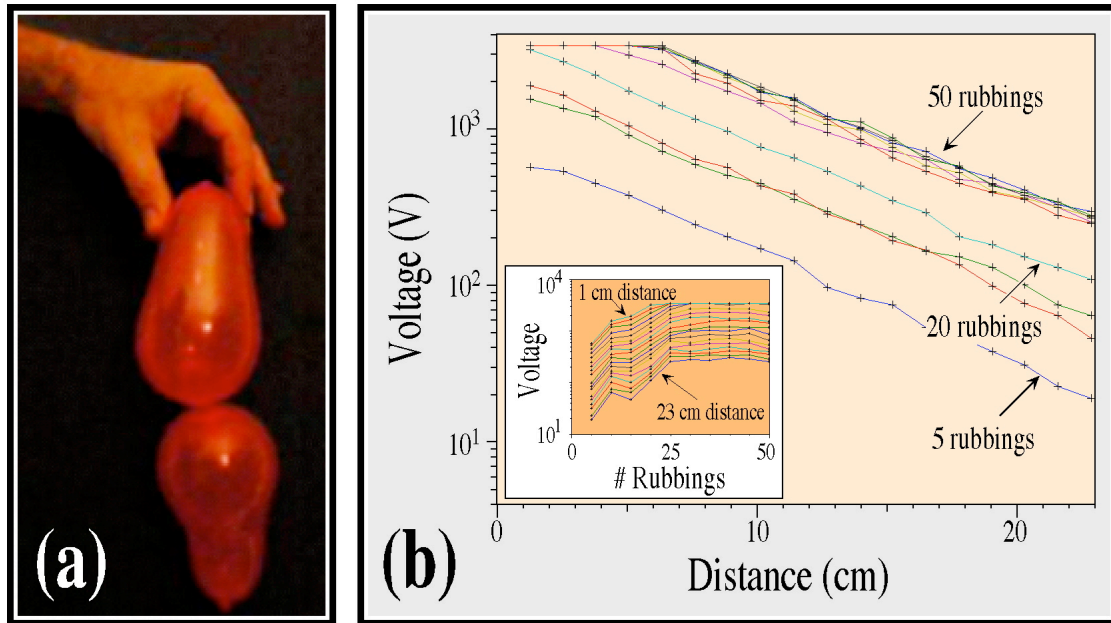 (a)
(b)
Voltage (V)
10³
10²
10¹
0
10
20
Distance (cm)
50 rubbings
20 rubbings
5 rubbings
10⁴
1 cm distance
Voltage
23 cm distance
10¹
0
25
50
# Rubbings